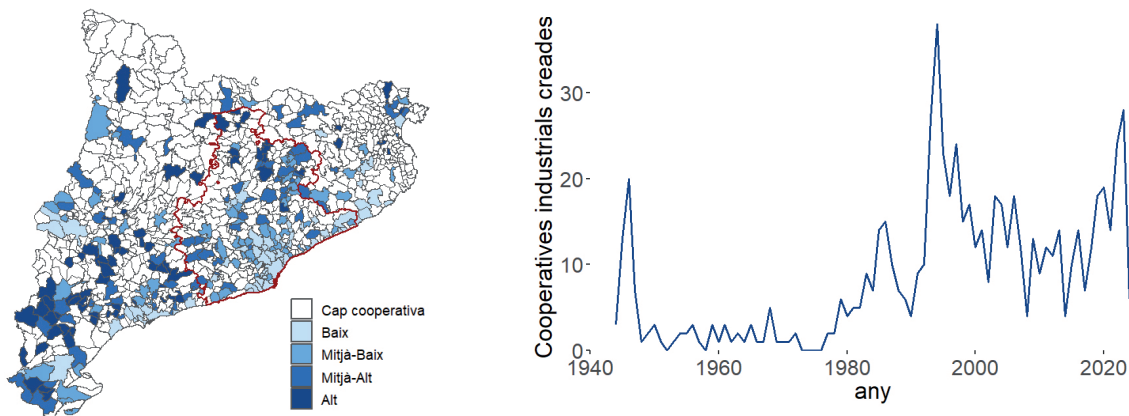 Cap cooperativa
Baix
Mitjà-Baix
Mitjà-Alt
Alt
Cooperatives industrials creades
30
20
10
0
1940
1960
1980
2000
2020
any